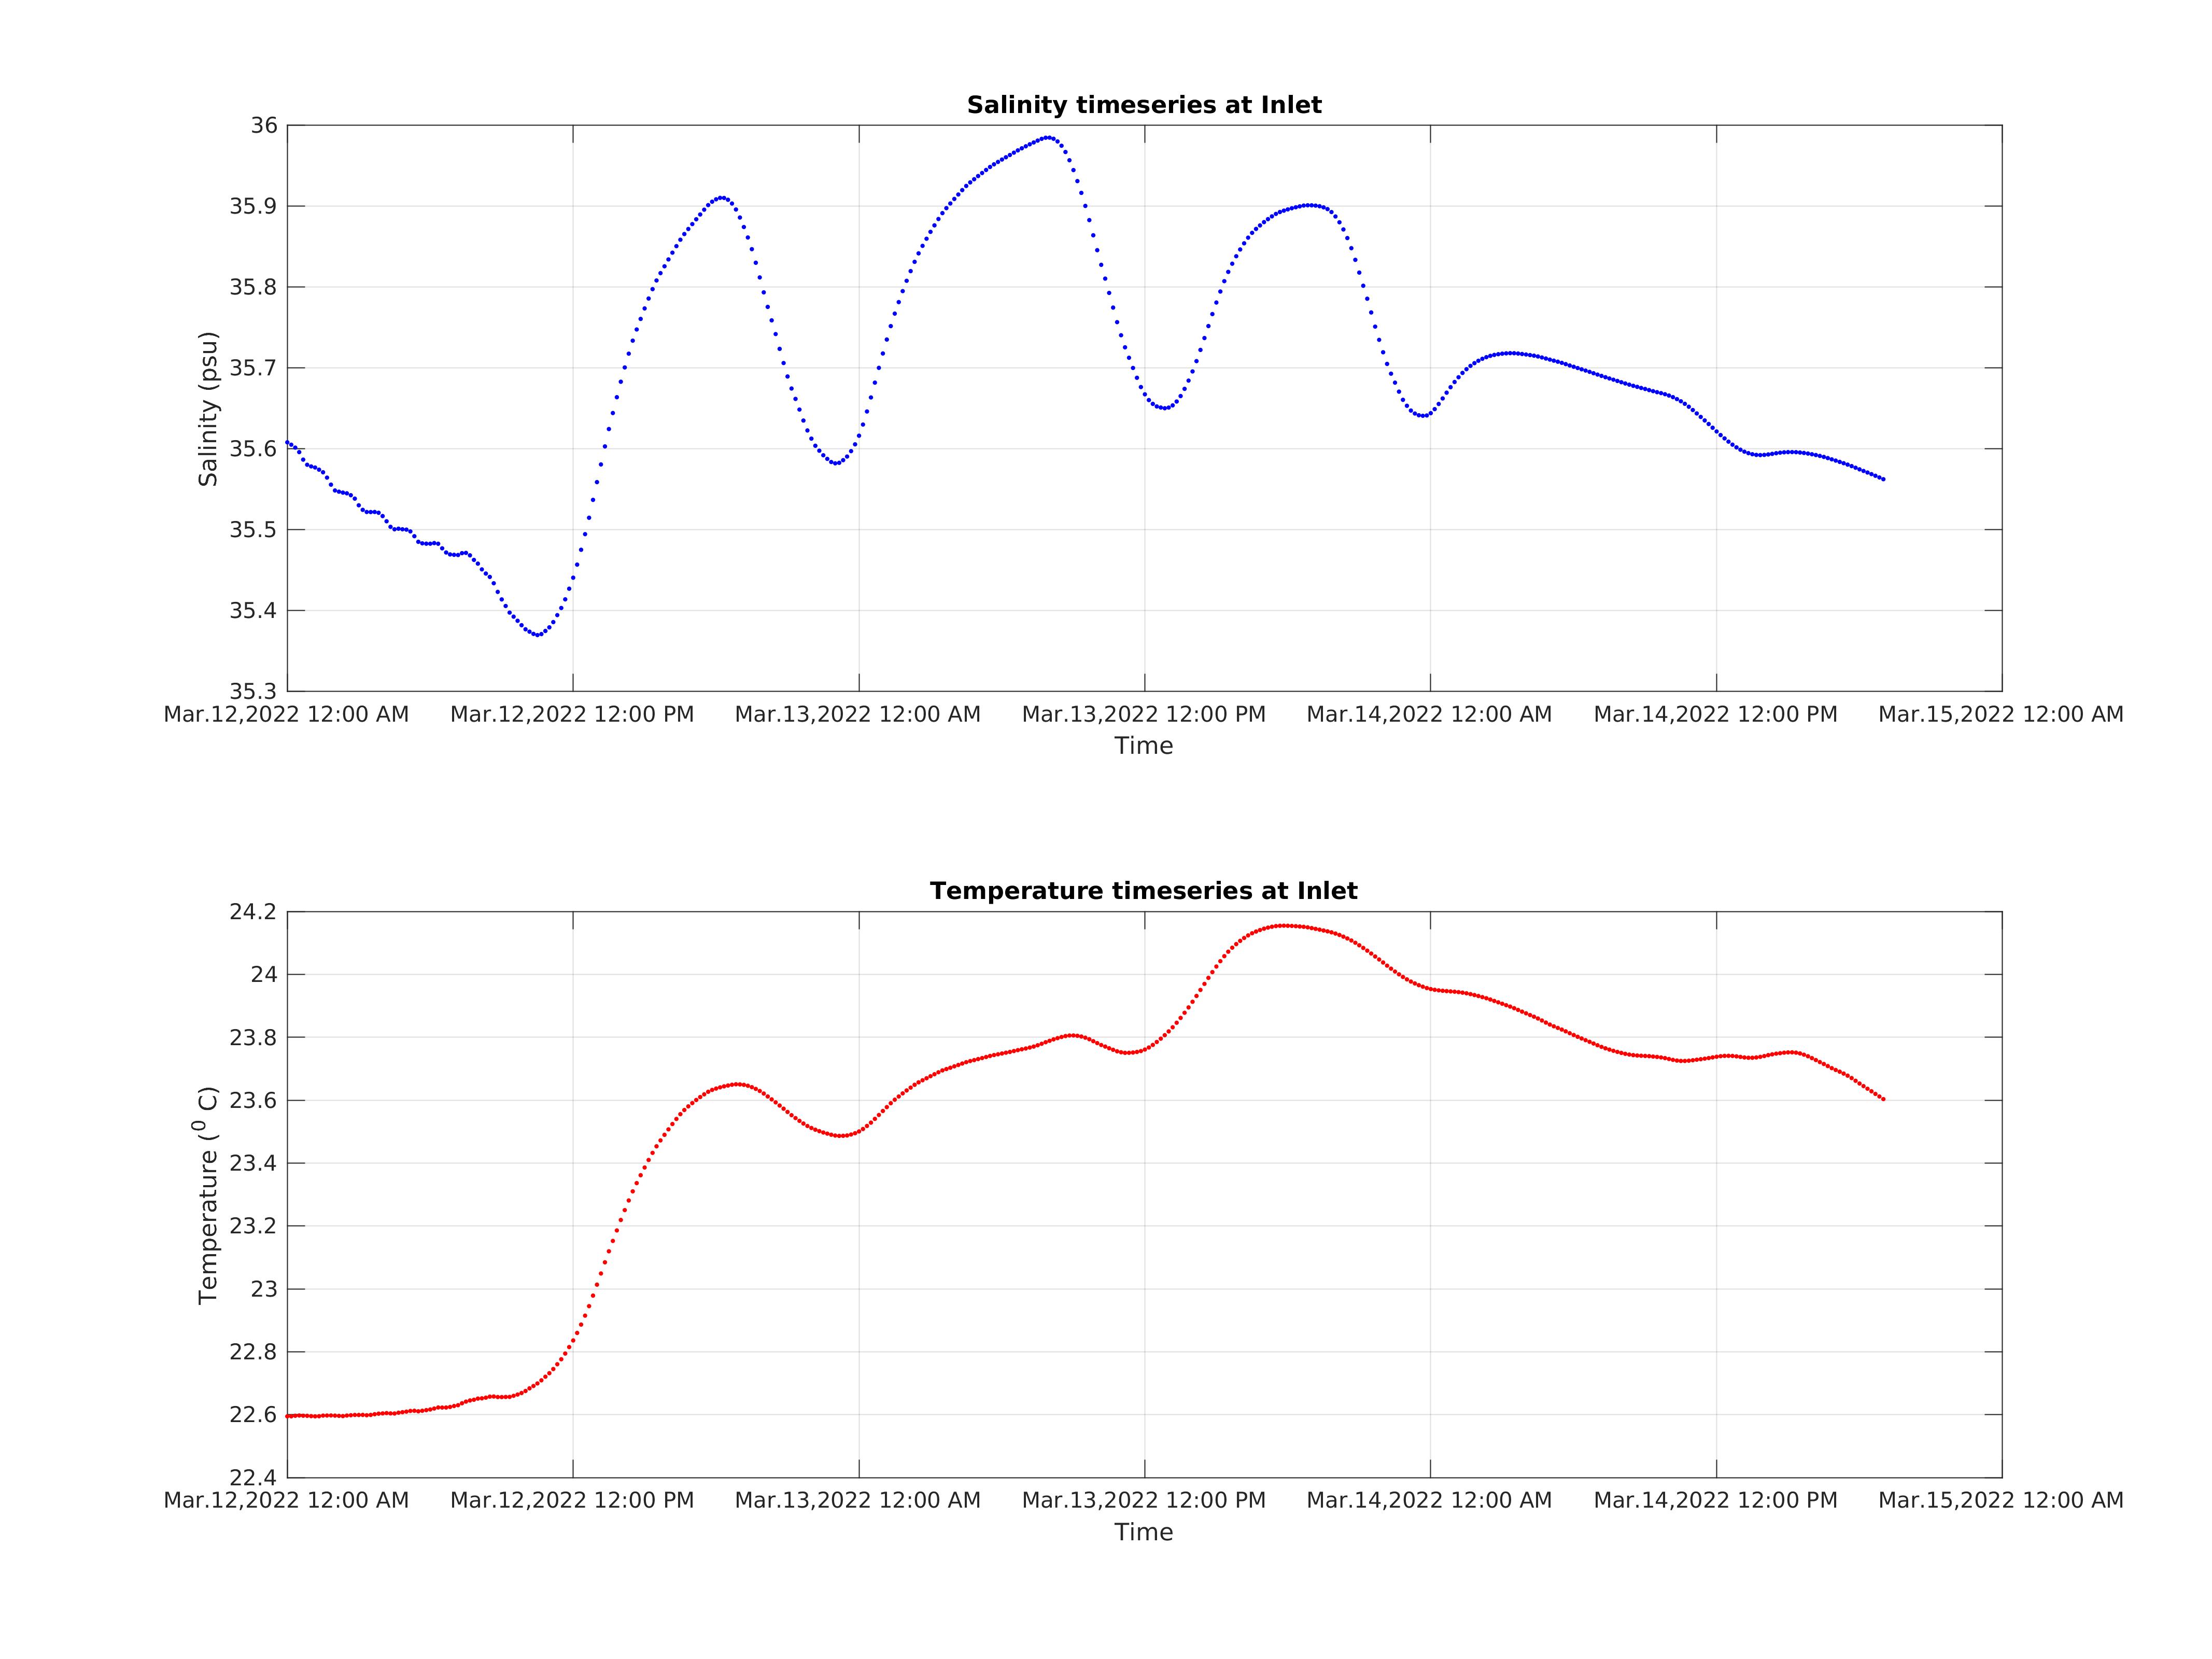 Salinity timeseries at Inlet
36
35.9
35.8
35.7
35.6
35.5
35.4
35.3
Salinity (psu)
Mar.12,2022 12:00 AM Mar.12,2022 12:00 PM Mar.13,2022 12:00 AM Mar.13,2022 12:00 PM Mar.14,2022 12:00 AM Mar.14,2022 12:00 PM Mar.15,2022 12:00 AM
Time
Temperature timeseries at Inlet
24.2
24
23.8
23.6
23.4
23.2
23
22.8
22.6
22.4
Temperature (⁰ C)
Mar.12,2022 12:00 AM Mar.12,2022 12:00 PM Mar.13,2022 12:00 AM Mar.13,2022 12:00 PM Mar.14,2022 12:00 AM Mar.14,2022 12:00 PM Mar.15,2022 12:00 AM
Time